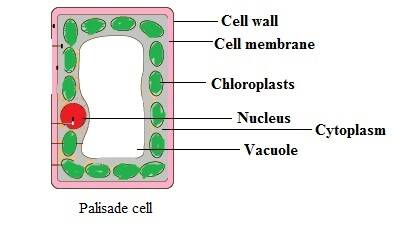 Cell wall
Cell membrane
Chloroplasts
Nucleus
Cytoplasm
Vacuole
Palisade cell